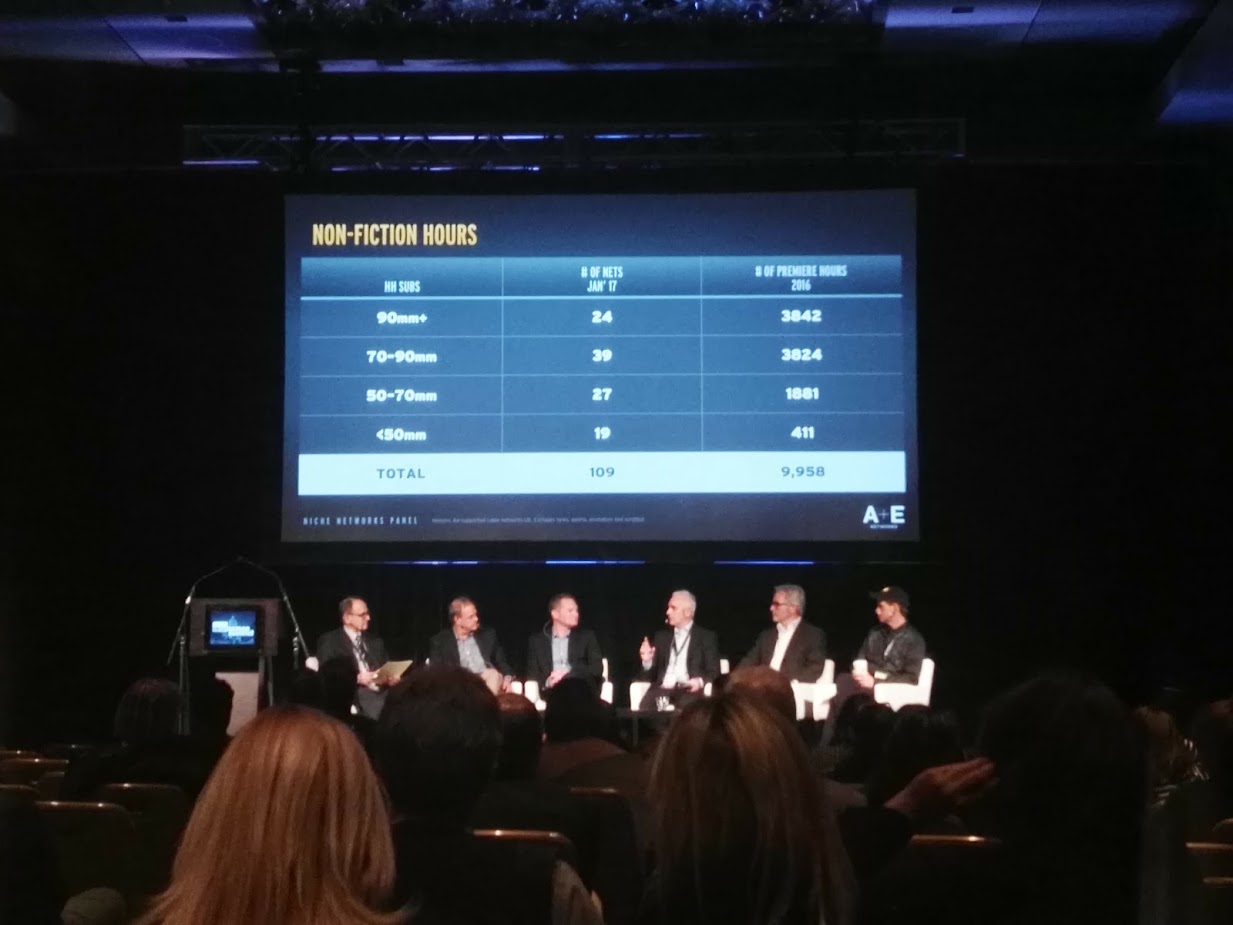 NON-FICTION HOURS
HH SUBS
# OF NETS
JAN' 17
# OF PREMIERE HOURS
2016
90mm+ 24 3842
70-90mm 39 3824
50-70mm 27 1881
<50mm 19 411
TOTAL 109 9,958
NICHE NETWORKS PANEL
A+E
NETWORKS